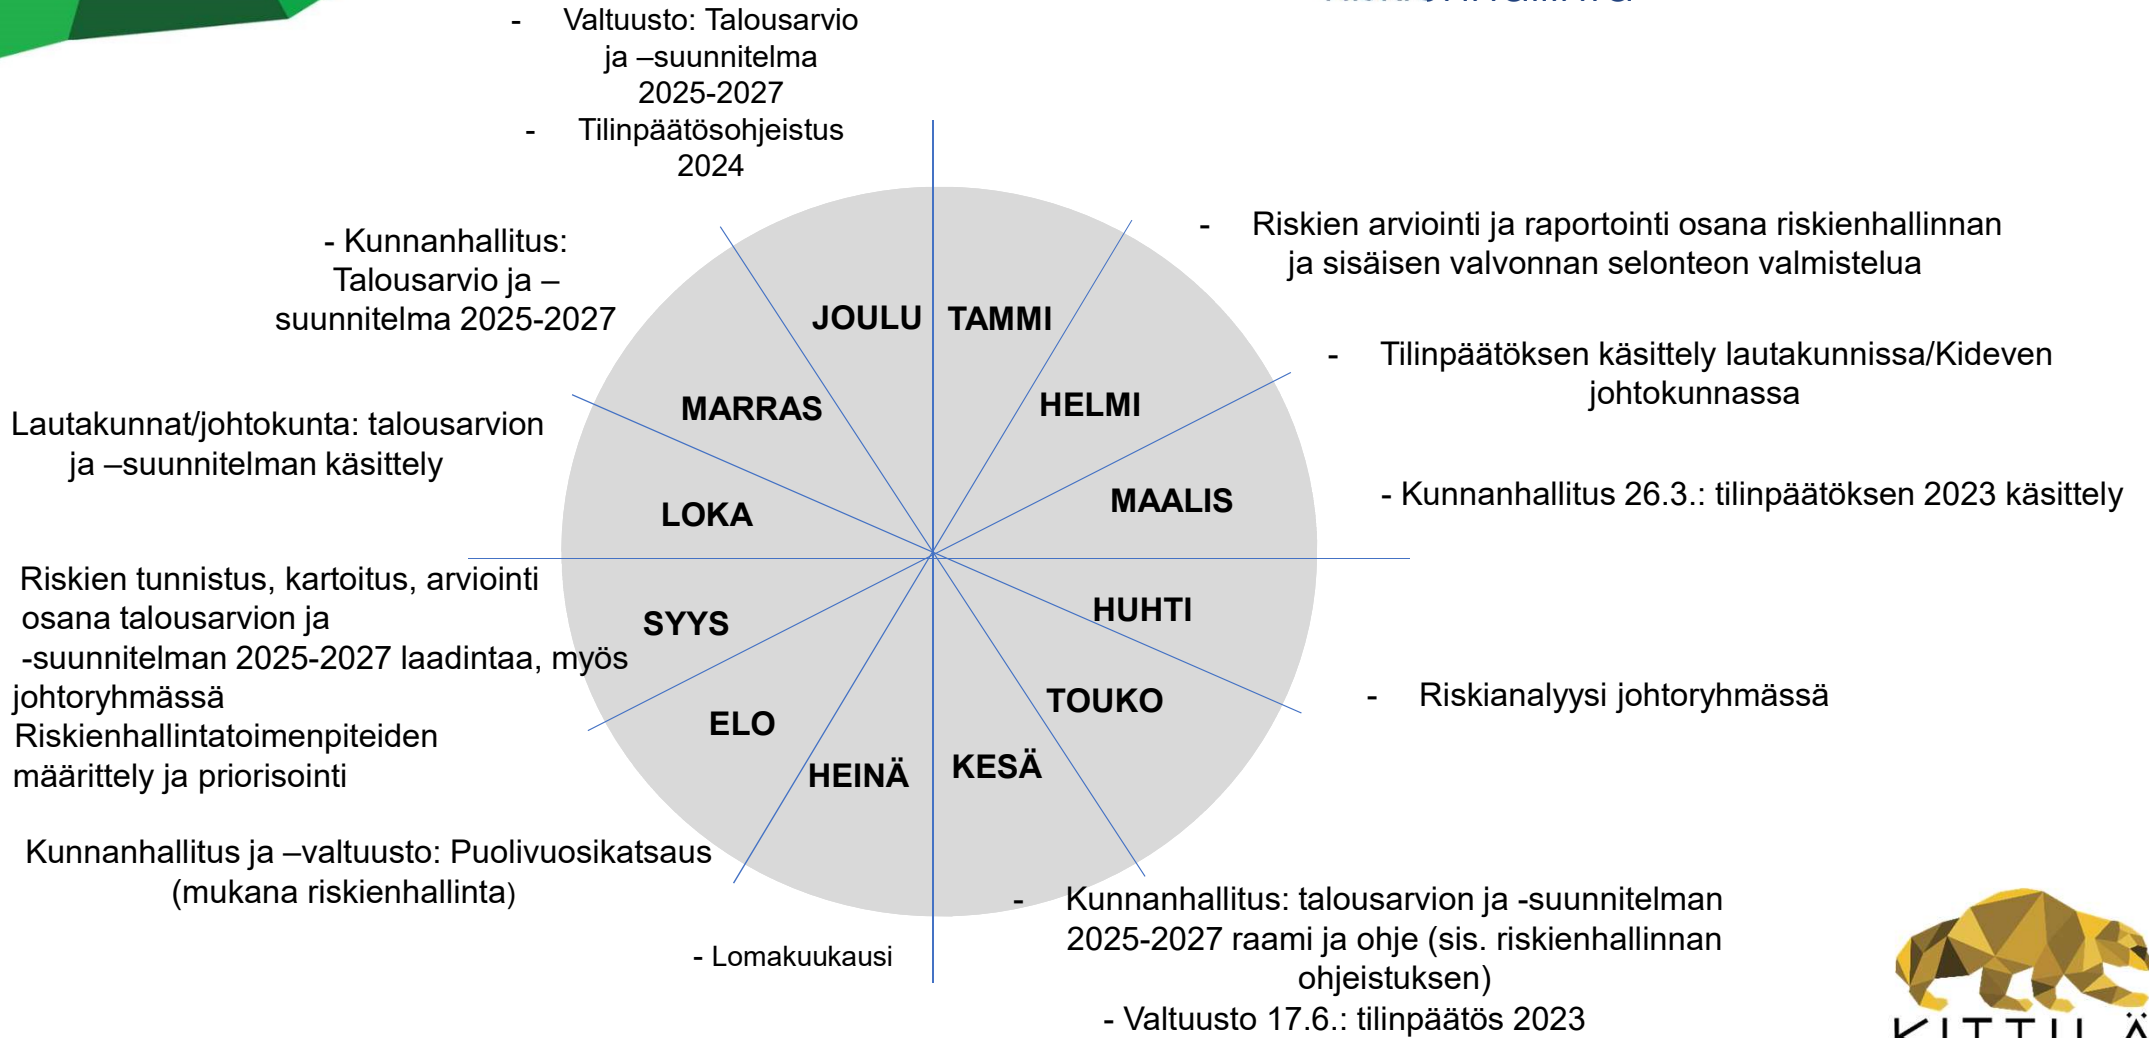 - Valtuusto: Talousarvio
ja –suunnitelma
2025-2027
- Tilinpäätösohjeistus
2024
- Kunnanhallitus:
Talousarvio ja –
suunnitelma 2025-2027
- Riskien arviointi ja raportointi osana riskienhallinnan
ja sisäisen valvonnan selonteon valmistelua
JOULU
TAMMI
- Tilinpäätöksen käsittely lautakunnissa/Kideven
johtokunnassa
MARRAS
HELMI
Lautakunnat/johtokunta: talousarvion
ja –suunnitelman käsittely
LOKA
MAALIS
- Kunnanhallitus 26.3.: tilinpäätöksen 2023 käsittely
Riskien tunnistus, kartoitus, arviointi
osana talousarvion ja
-suunnitelman 2025-2027 laadintaa, myös
johtoryhmässä
Riskienhallintatoimenpiteiden
määrittely ja priorisointi
SYYS
HUHTI
ELO
TOUKO
- Riskianalyysi johtoryhmässä
HEINÄ
KESÄ
Kunnanhallitus ja –valtuusto: Puolivuosikatsaus
(mukana riskienhallinta)
- Lomakuukausi
- Kunnanhallitus: talousarvion ja -suunnitelman
2025-2027 raami ja ohje (sis. riskienhallinnan
ohjeistuksen)
- Valtuusto 17.6.: tilinpäätös 2023
KITTILÄ